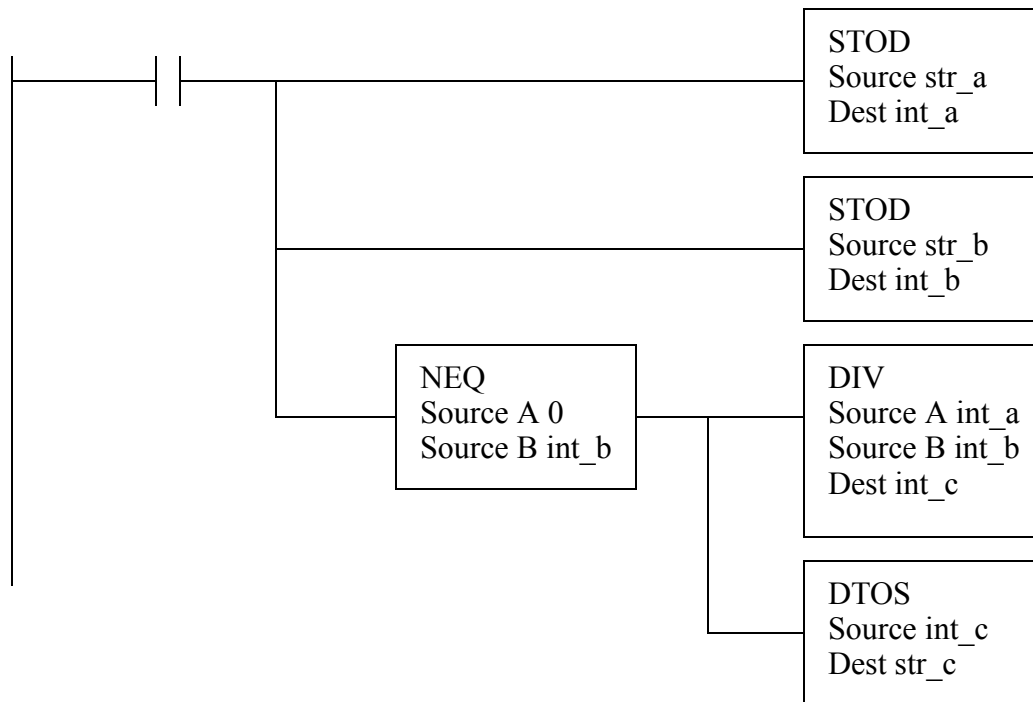 STOD
Source str_a
Dest int_a
STOD
Source str_b
Dest int_b
NEQ
Source A 0
Source B int_b
DIV
Source A int_a
Source B int_b
Dest int_c
DTOS
Source int_c
Dest str_c